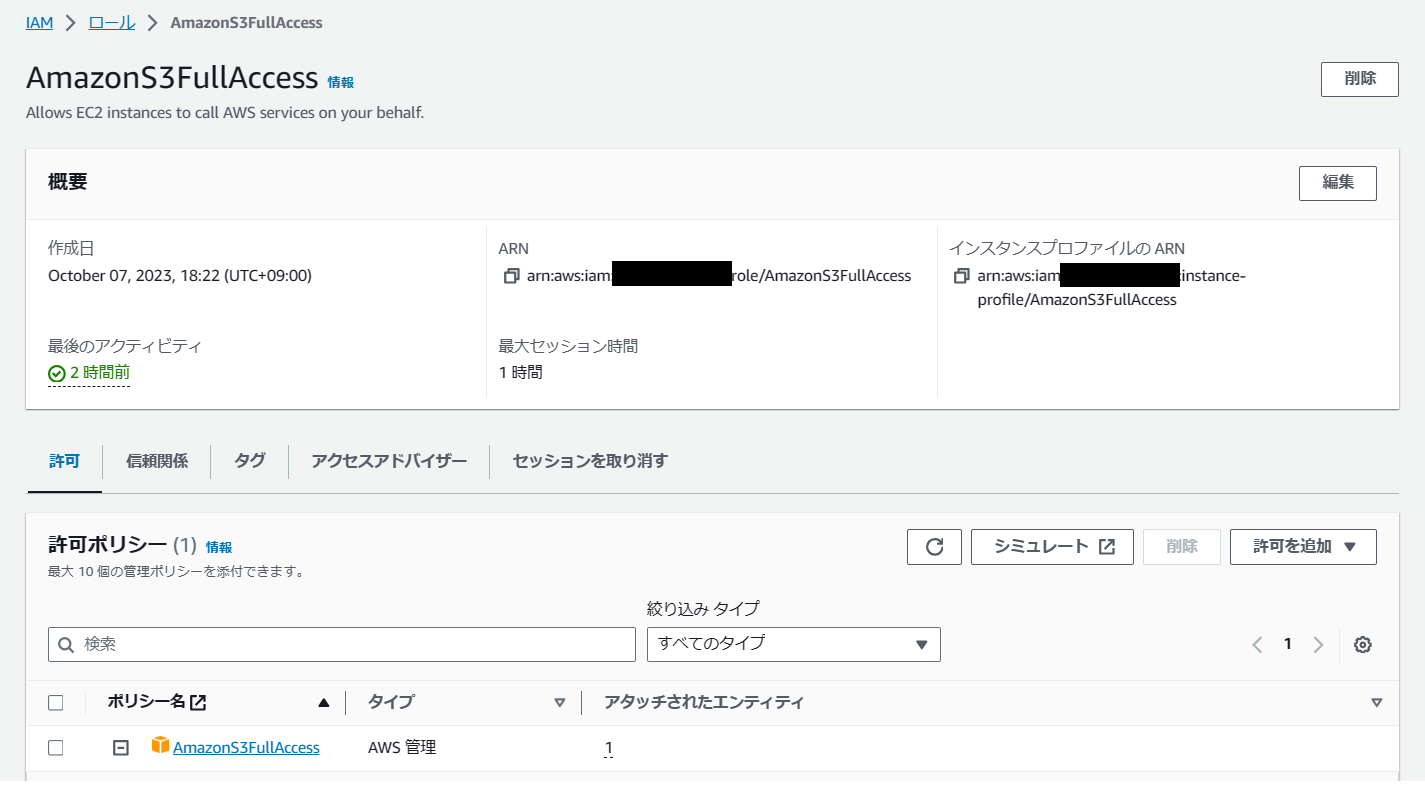 IAM > ロール > AmazonS3FullAccess
AmazonS3FullAccess 情報
削除
Allows EC2 instances to call AWS services on your behalf.
概要
編集
作成日
October 07, 2023, 18:22 (UTC+09:00)
ARN
arn:aws:iam: role/AmazonS3FullAccess
インスタンスプロファイルの ARN
arn:aws:iam :instance-
profile/AmazonS3FullAccess
最後のアクティビティ
2 時間前
最大セッション時間
1 時間
許可 信頼関係 タグ アクセスアドバイザー セッションを取り消す
許可ポリシー (1) 情報
シミュレート 削除 許可を追加
最大 10 個の管理ポリシーを添付できます。
絞り込み タイプ
検索 すべてのタイプ 1
ポリシー名 タイプ アタッチされたエンティティ
AmazonS3FullAccess AWS 管理 1